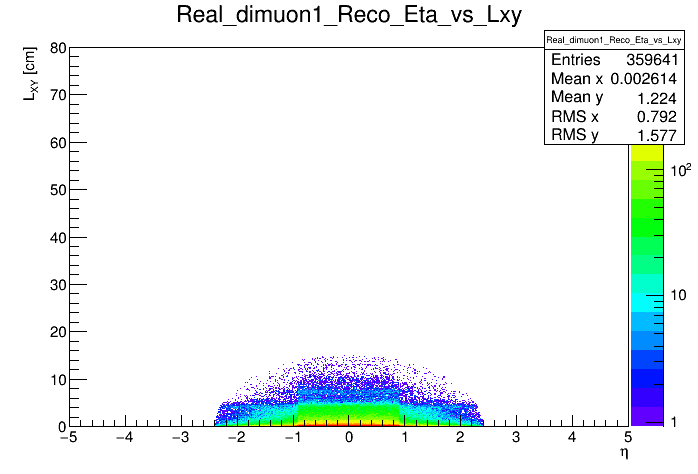 Real_dimuon1_Reco_Eta_vs_Lxy
Real_dimuon1_Reco_Eta_vs_Lxy
Entries 359641
Mean x 0.002614
Mean y 1.224
RMS x 0.792
RMS y 1.577
L_XY [cm]
80
70
60
50
40
30
20
10
0
−5 −4 −3 −2 −1 0 1 2 3 4 5
η
10²
10
1